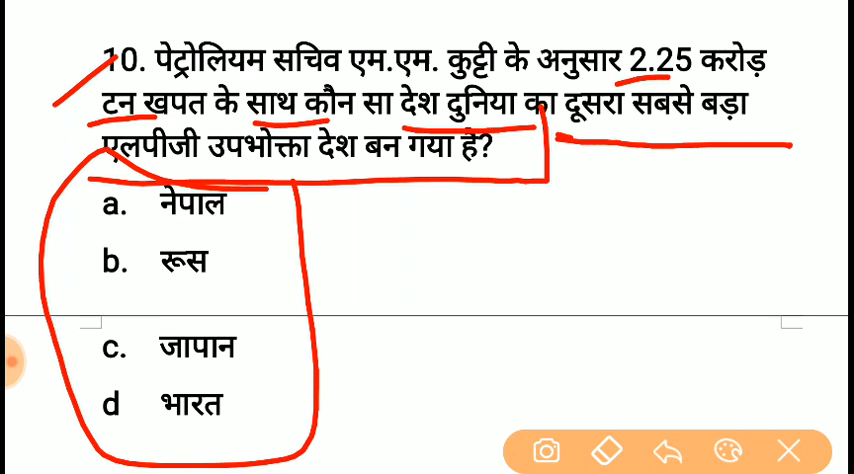 10. पेट्रोलियम सचिव एम.एम. कुट्टी के अनुसार 2.25 करोड़
टन खपत के साथ कौन सा देश दुनिया का दूसरा सबसे बड़ा
एलपीजी उपभोक्ता देश बन गया है?
a. नेपाल
b. रूस
c. जापान
d भारत